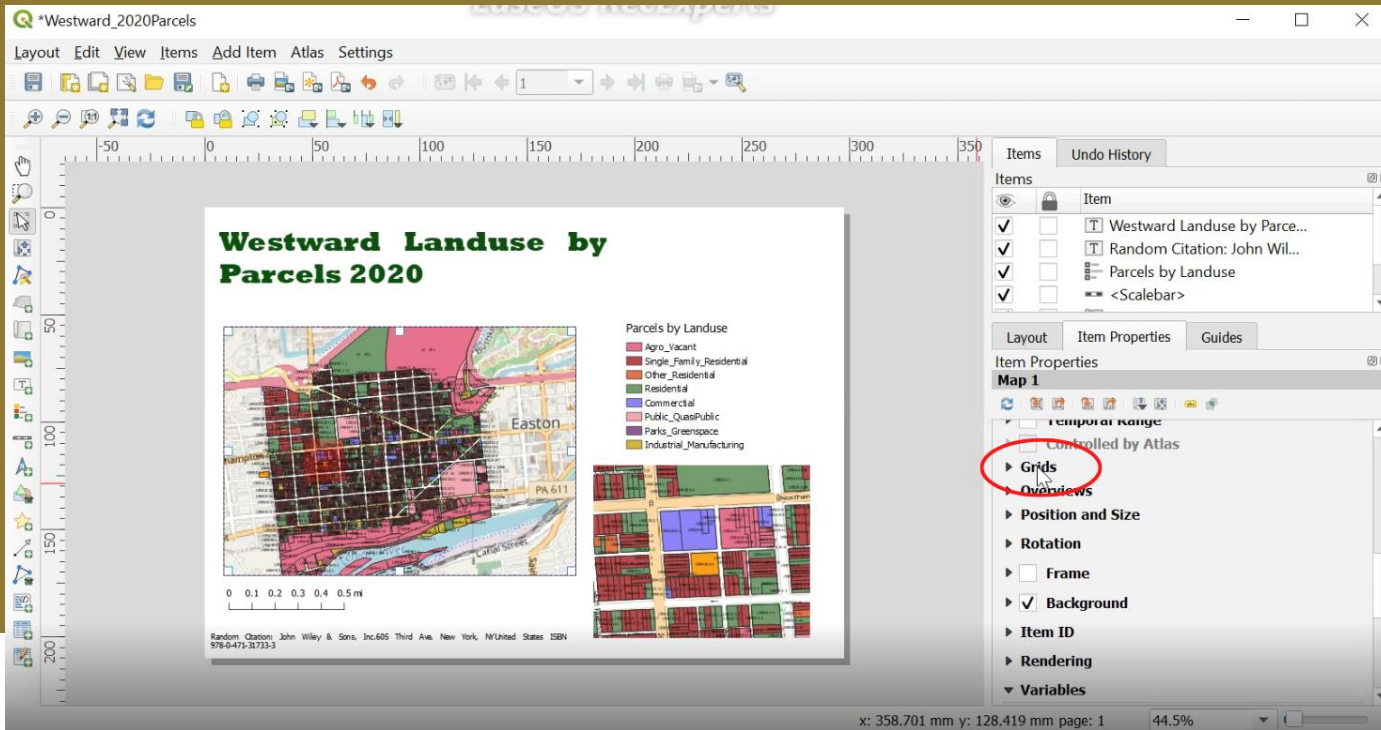 EaseUS RecExperts
*Westward_2020Parcels
Layout Edit View Items Add Item Atlas Settings
1
-50 0 50 100 150 200 250 300 350
0
50
100
150
200
Westward Landuse by
Parcels 2020
Easton
PA 611
Canal Street
0 0.1 0.2 0.3 0.4 0.5 mi
Parcels by Landuse
Agro_Vacant
Single_Family_Residential
Other_Residential
Residential
Commercial
Public_QuasiPublic
Parks_Greenspace
Industrial_Manufacturing
Random Citation: John Wiley & Sons, Inc.605 Third Ave. New York, NYUnited States ISBN
978-0-471-31733-3
Items Undo History
Items
Item
Westward Landuse by Parce...
Random Citation: John Wil...
Parcels by Landuse
<Scalebar>
Layout Item Properties Guides
Item Properties
Map 1
Temporal Range
Controlled by Atlas
Grids
Overviews
Position and Size
Rotation
Frame
Background
Item ID
Rendering
Variables
x: 358.701 mm y: 128.419 mm page: 1 44.5%